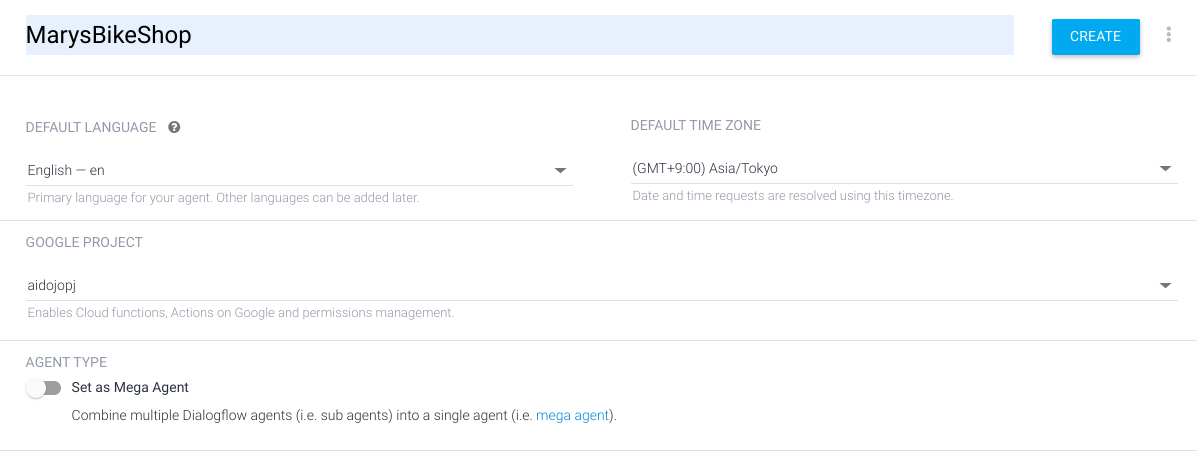 MarysBikeShop
CREATE
DEFAULT LANGUAGE
DEFAULT TIME ZONE
English — en
(GMT+9:00) Asia/Tokyo
Primary language for your agent. Other languages can be added later.
Date and time requests are resolved using this timezone.
GOOGLE PROJECT
aidojopj
Enables Cloud functions, Actions on Google and permissions management.
AGENT TYPE
Set as Mega Agent
Combine multiple Dialogflow agents (i.e. sub agents) into a single agent (i.e. mega agent).